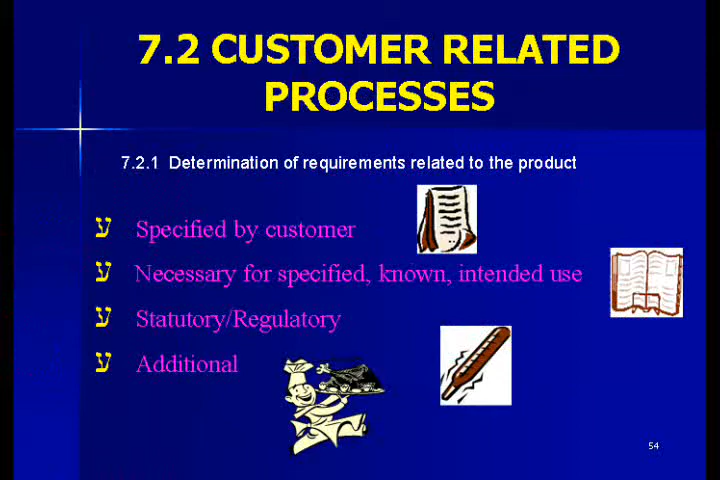 7.2 CUSTOMER RELATED
PROCESSES
7.2.1 Determination of requirements related to the product
ע Specified by customer
ע Necessary for specified, known, intended use
ע Statutory/Regulatory
ע Additional
54